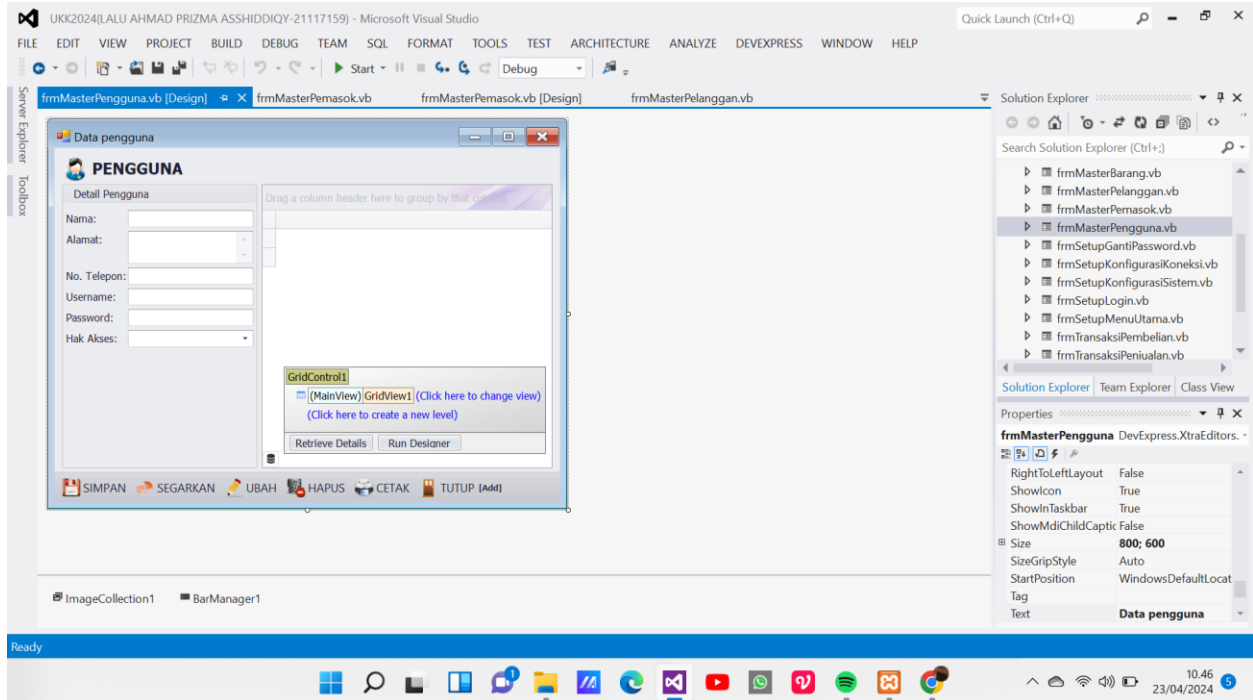 UKK2024(LALU AHMAD PRIZMA ASSHIDDIQY-21117159) - Microsoft Visual Studio
Quick Launch (Ctrl+Q)
FILE EDIT VIEW PROJECT BUILD DEBUG TEAM SQL FORMAT TOOLS TEST ARCHITECTURE ANALYZE DEVEXPRESS WINDOW HELP
Start Debug
Server Explorer
Toolbox
frmMasterPengguna.vb [Design] frmMasterPemasok.vb frmMasterPemasok.vb [Design] frmMasterPelanggan.vb
Data pengguna
PENGGUNA
Detail Pengguna
Nama:
Alamat:
No. Telepon:
Username:
Password:
Hak Akses:
Drag a column header here to group by that column
GridControl1
(MainView) GridView1 (Click here to change view)
(Click here to create a new level)
Retrieve Details Run Designer
SIMPAN SEGARKAN UBAH HAPUS CETAK TUTUP [Add]
ImageCollection1 BarManager1
Solution Explorer
Search Solution Explorer (Ctrl+;)
frmMasterBarang.vb
frmMasterPelanggan.vb
frmMasterPemasok.vb
frmMasterPengguna.vb
frmSetupGantiPassword.vb
frmSetupKonfigurasiKoneksi.vb
frmSetupKonfigurasiSistem.vb
frmSetupLogin.vb
frmSetupMenuUtama.vb
frmTransaksiPembelian.vb
frmTransaksiPenjualan.vb
Solution Explorer Team Explorer Class View
Properties
frmMasterPengguna DevExpress.XtraEditors.
RightToLeftLayout False
ShowIcon True
ShowInTaskbar True
ShowMdiChildCaptic False
Size 800; 600
SizeGripStyle Auto
StartPosition WindowsDefaultLocat
Tag
Text Data pengguna
Ready
1
10.46
23/04/2024 5